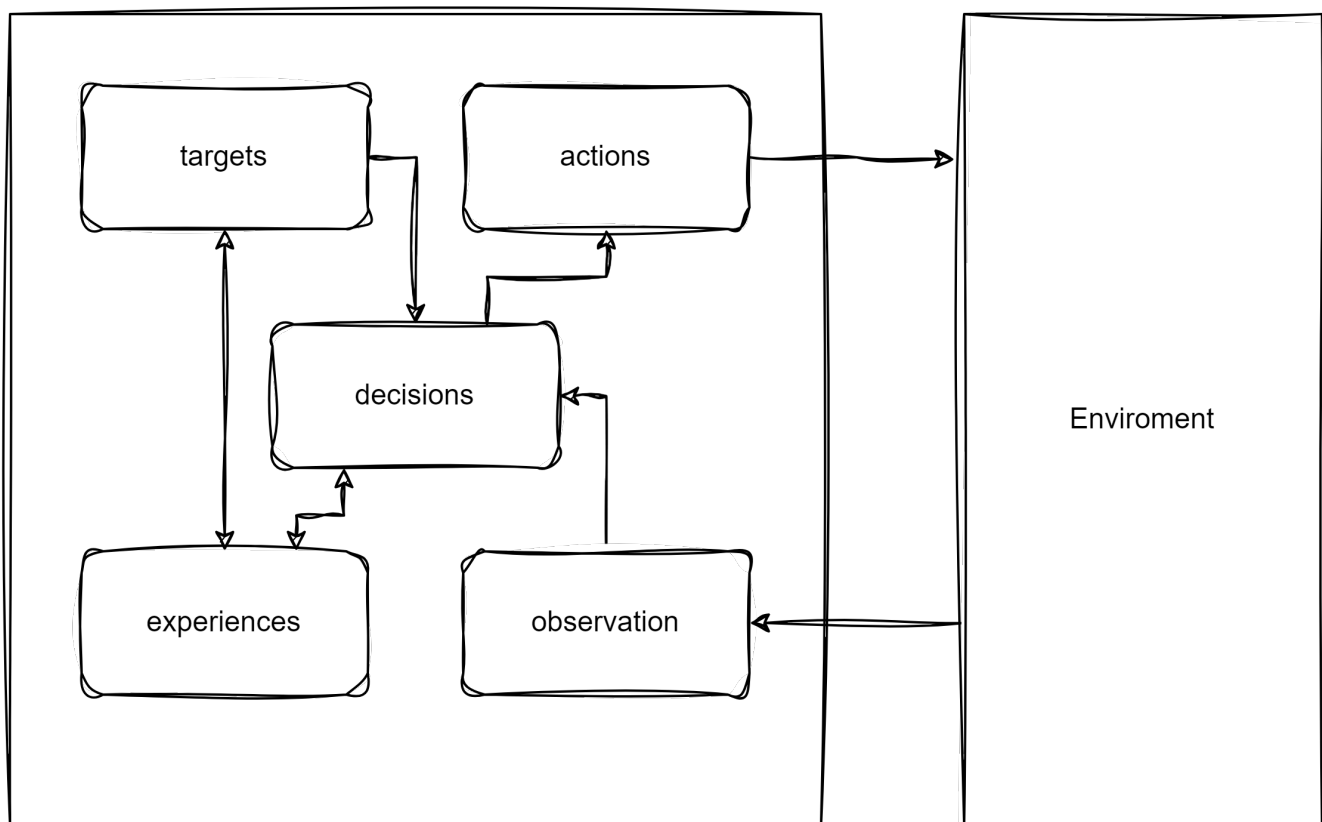 targets
actions
decisions
Enviroment
experiences
observation